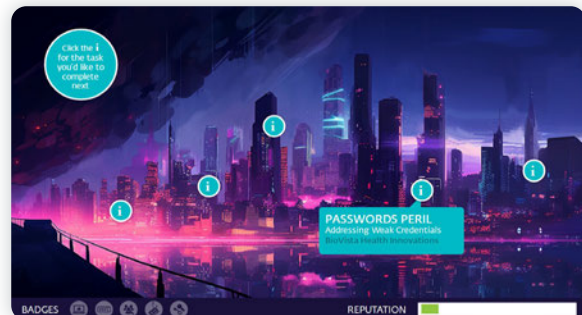 Click the i
for the task
you'd like to
complete
next
i
i
i
i
i
PASSWORDS PERIL
Addressing Weak Credentials
BioVista Health Innovations
BADGES
REPUTATION